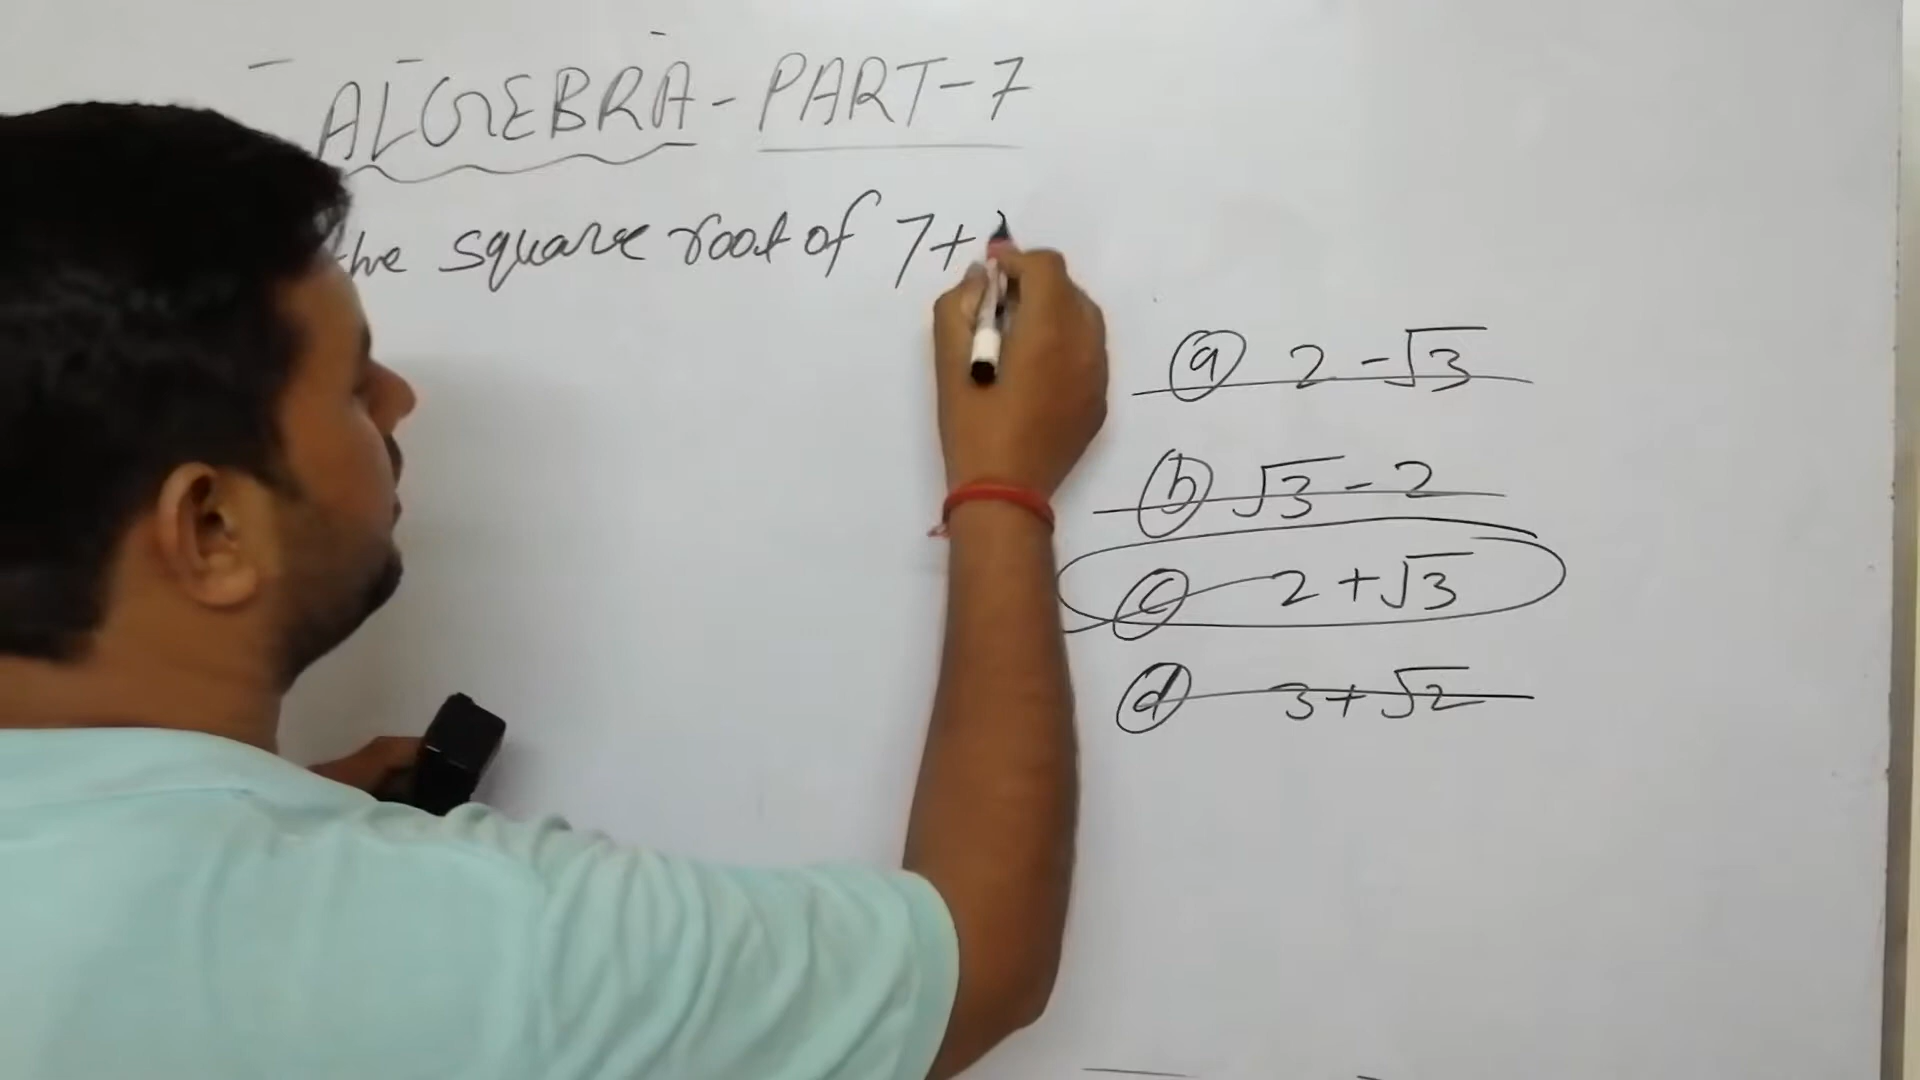 ALGEBRA - PART - 7
the square root of 7+
(a) 2 - √3
(b) √3 - 2
(c) 2 + √3
(d) 3 + √2